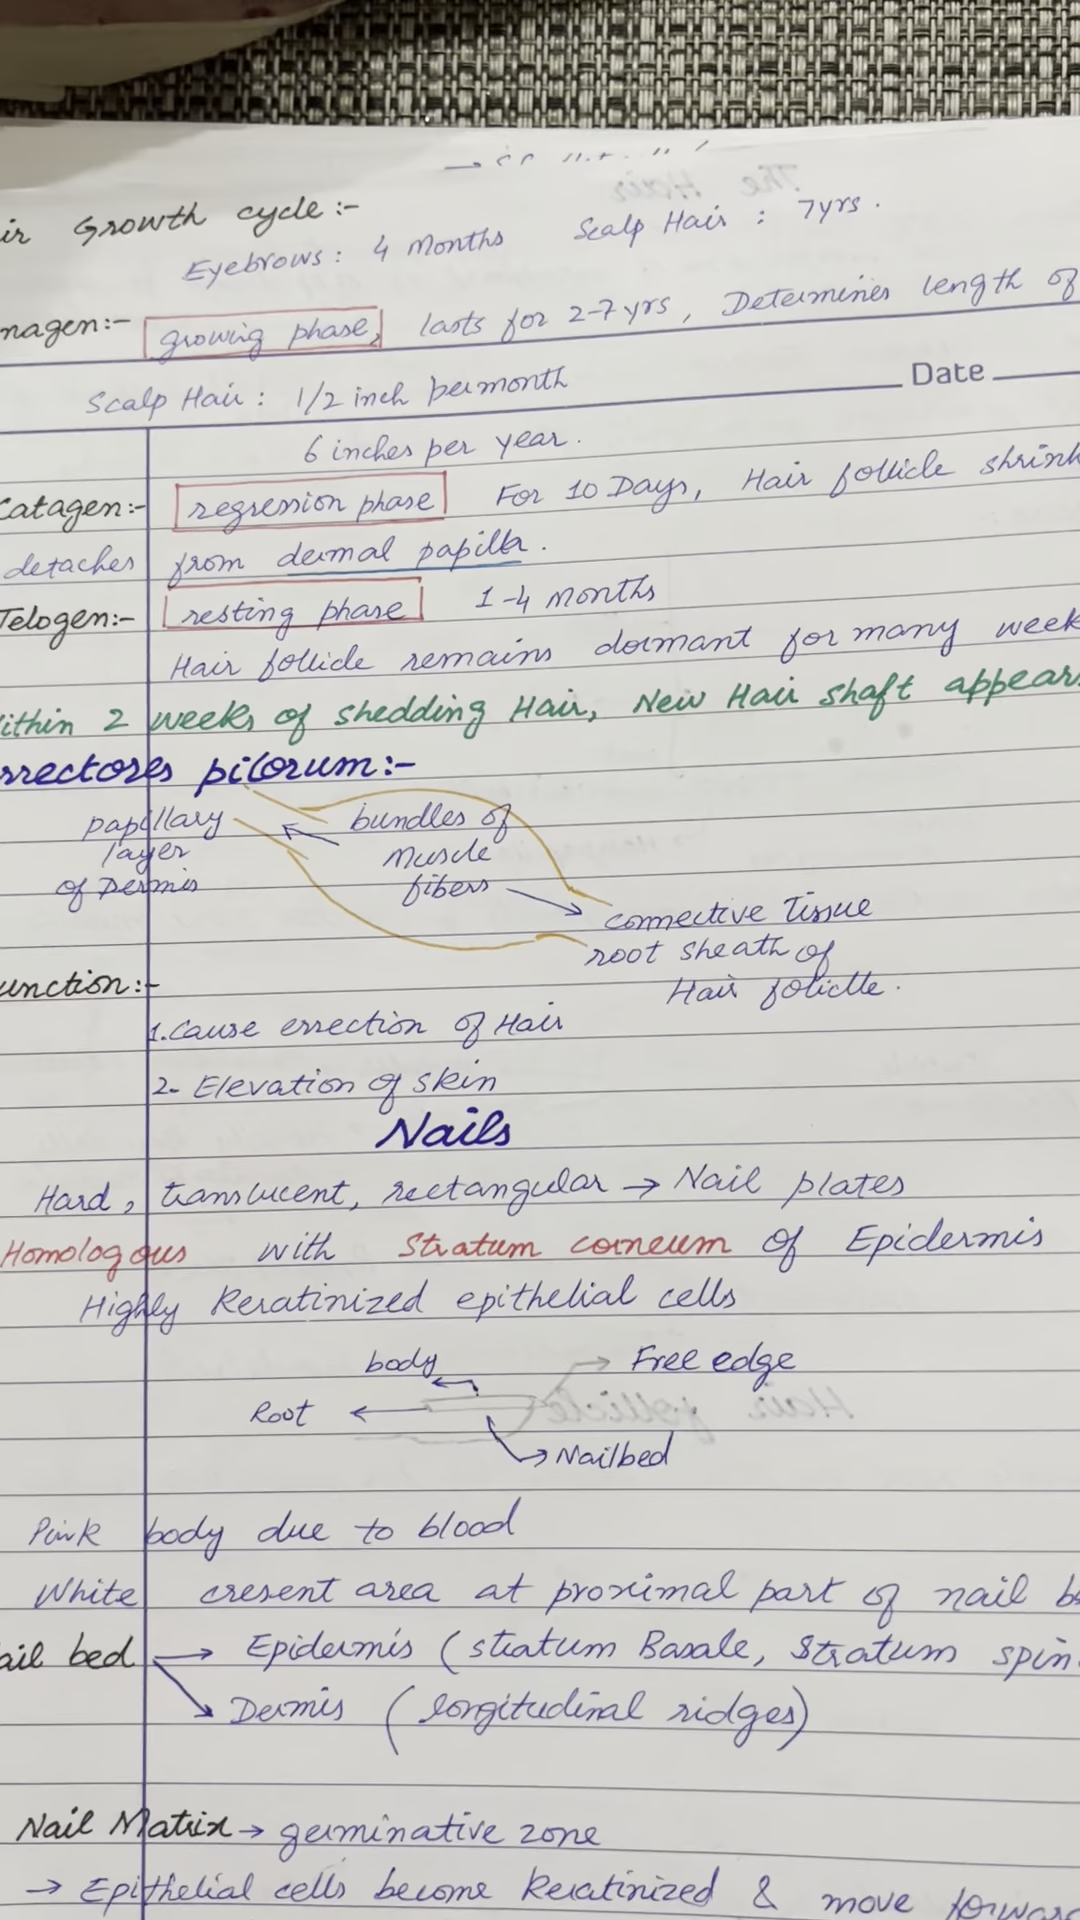 ir Growth cycle :-
Eyebrows : 4 Months Scalp Hair : 7yrs .
nagen:- growing phase, lasts for 2-7 yrs , Determines length of
Date
Scalp Hair : 1/2 inch per month
6 inches per year .
Catagen:- regression phase For 10 Days, Hair follicle shrink
detaches from dermal papilla .
Telogen:- resting phase 1-4 months
Hair follicle remains dormant for many week
ithin 2 weeks of shedding Hair, New Hair shaft appears
rrectores pilorum:-
papillary layer of Dermis
bundles of Muscle fibers
connective Tissue
root sheath of
Hair folictle .
unction :-
1. Cause errection of Hair
2- Elevation of skin
Nails
Hard , translucent, rectangular → Nail plates
Homologous with Stratum corneum of Epidermis
Highly keratinized epithelial cells
body Free edge
Root
Nailbed
Pink body due to blood
White cresent area at proximal part of nail b
ail bed → Epidermis ( stratum Basale, Stratum spin
Dermis ( longitudinal ridges)
Nail Matrix → germinative zone
→ Epithelial cells become keratinized & move forward